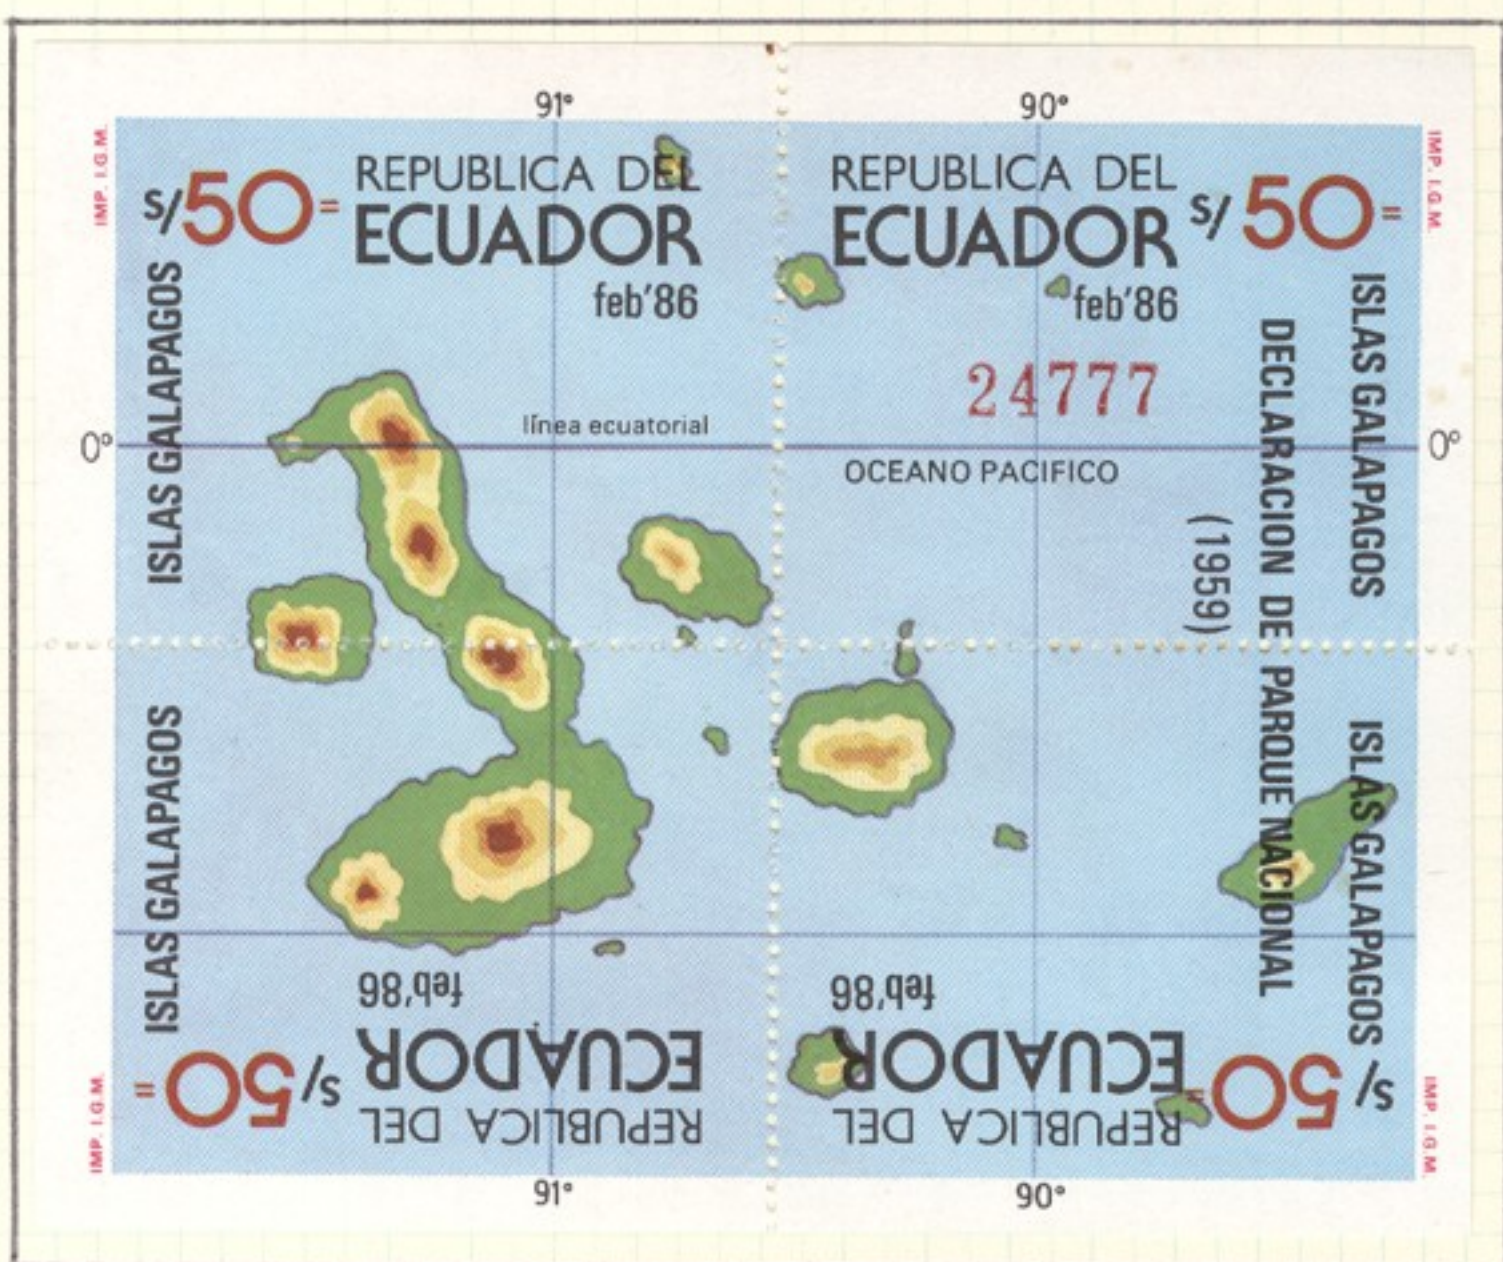 91°
90°
IMP. I.G.M.
S/50=
REPUBLICA DEL
ECUADOR
feb'86
ISLAS GALAPAGOS
REPUBLICA DEL
ECUADOR
feb'86
S/50=
IMP. I.G.M.
24777
ISLAS GALAPAGOS
DECLARACION DE PARQUE NACIONAL
(1959)
0°
línea ecuatorial
OCEANO PACIFICO
0°
ISLAS GALAPAGOS
feb'86
ECUADOR
REPUBLICA DEL
S/50=
IMP. I.G.M.
ISLAS GALAPAGOS
feb'86
ECUADOR
REPUBLICA DEL
S/50=
IMP. I.G.M.
91°
90°